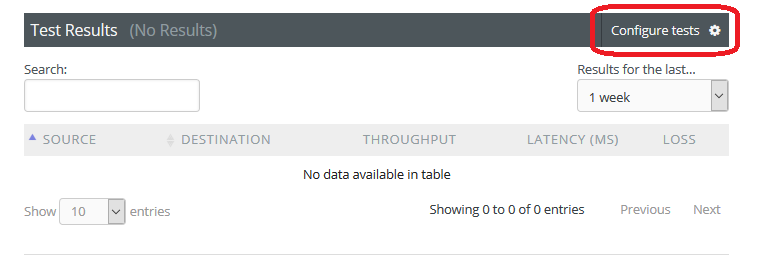 Test Results (No Results) Configure tests
Search: Results for the last...
1 week
SOURCE DESTINATION THROUGHPUT LATENCY (MS) LOSS
No data available in table
Show 10 entries Showing 0 to 0 of 0 entries Previous Next